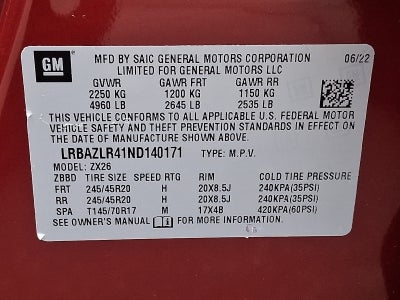 GM
MFD BY SAIC GENERAL MOTORS CORPORATION 06/22
LIMITED FOR GENERAL MOTORS LLC
GVWR GAWR FRT GAWR RR
2250 KG 1200 KG 1150 KG
4960 LB 2645 LB 2535 LB
THIS VEHICLE CONFORMS TO ALL APPLICABLE U.S. FEDERAL MOTOR
VEHICLE SAFETY AND THEFT PREVENTION STANDARDS IN EFFECT ON
THE DATE OF MANUFACTURE SHOWN ABOVE.
LRBAZLR41ND140171 TYPE: M.P.V.
MODEL: ZX26
ZBD TIRE SIZE SPEED RTG RIM COLD TIRE PRESSURE
FRT 245/45R20 H 20X8.5J 240KPA(35PSI)
RR 245/45R20 H 20X8.5J 240KPA(35PSI)
SPA T145/70R17 M 17X4B 420KPA(60PSI)
SEE OWNER'S MANUAL FOR MORE INFORMATION.